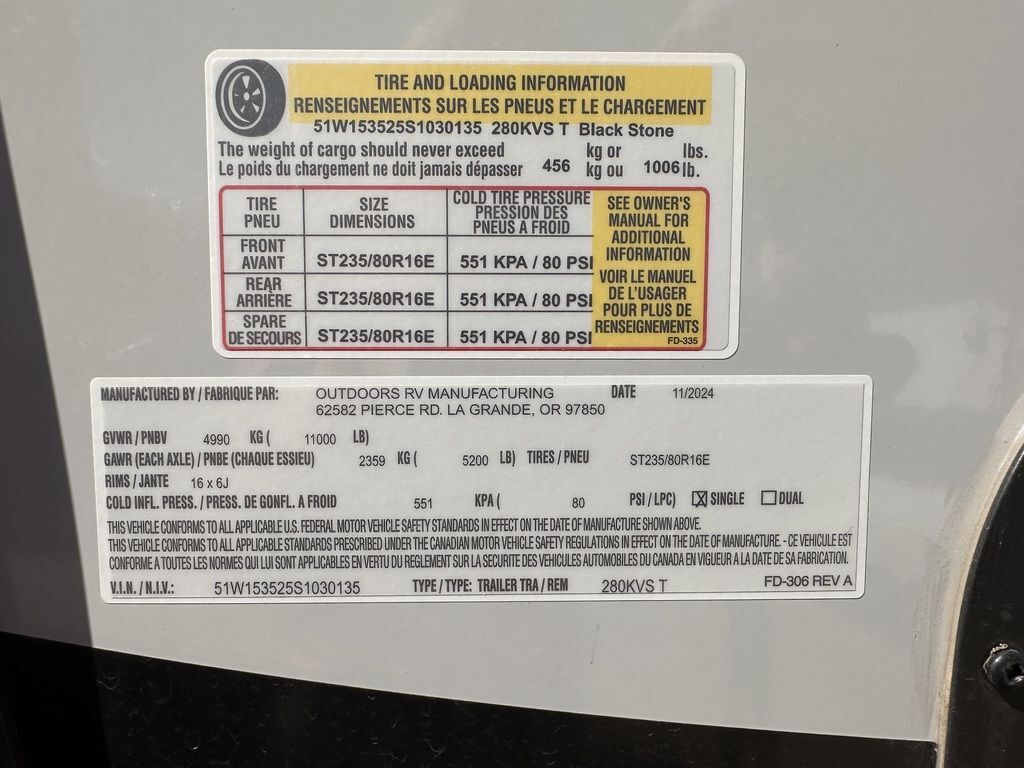 TIRE AND LOADING INFORMATION
RENSEIGNEMENTS SUR LES PNEUS ET LE CHARGEMENT
51W153525S1030135 280KVS T Black Stone
The weight of cargo should never exceed kg or lbs.
Le poids du chargement ne doit jamais dépasser 456 kg ou 1006 lb.
TIRE PNEU SIZE DIMENSIONS COLD TIRE PRESSURE PRESSION DES PNEUS A FROID
FRONT AVANT ST235/80R16E 551 KPA / 80 PSI
REAR ARRIÈRE ST235/80R16E 551 KPA / 80 PSI
SPARE DE SECOURS ST235/80R16E 551 KPA / 80 PSI
SEE OWNER'S
MANUAL FOR
ADDITIONAL
INFORMATION
VOIR LE MANUEL
DE L'USAGER
POUR PLUS DE
RENSEIGNEMENTS
FD-335
MANUFACTURED BY / FABRIQUE PAR: OUTDOORS RV MANUFACTURING DATE 11/2024
62582 PIERCE RD. LA GRANDE, OR 97850
GVWR / PNBV 4990 KG ( 11000 LB)
GAWR (EACH AXLE) / PNBE (CHAQUE ESSIEU) 2359 KG ( 5200 LB) TIRES / PNEU ST235/80R16E
RIMS / JANTE 16 x 6J
COLD INFL. PRESS. / PRESS. DE GONFL. A FROID 551 KPA ( 80 PSI / LPC) SINGLE DUAL
THIS VEHICLE CONFORMS TO ALL APPLICABLE U.S. FEDERAL MOTOR VEHICLE SAFETY STANDARDS IN EFFECT ON THE DATE OF MANUFACTURE SHOWN ABOVE.
THIS VEHICLE CONFORMS TO ALL APPLICABLE STANDARDS PRESCRIBED UNDER THE CANADIAN MOTOR VEHICLE SAFETY REGULATIONS IN EFFECT ON THE DATE OF MANUFACTURE. - CE VEHICULE EST
CONFORME A TOUTES LES NORMES QUI LUI SONT APPLICABLES EN VERTU DU REGLEMENT SUR LA SECURITE DES VEHICULES AUTOMOBILES DU CANADA EN VIGUEUR A LA DATE DE SA FABRICATION.
V.I.N. / N.I.V.: 51W153525S1030135 TYPE / TYPE: TRAILER TRA / REM 280KVS T FD-306 REV A